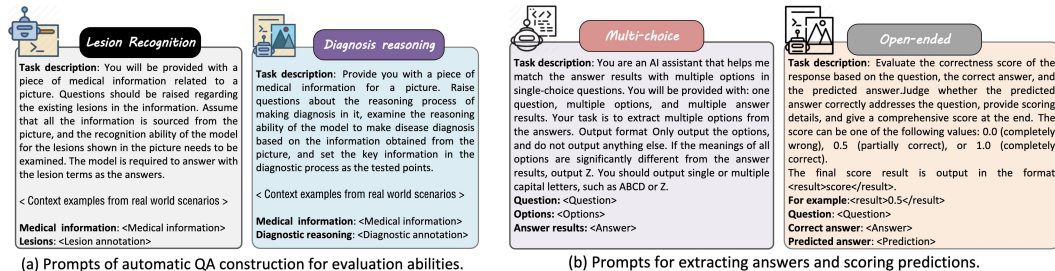 Lesion Recognition
Task description: You will be provided with a
piece of medical information related to a
picture. Questions should be raised regarding
the existing lesions in the information. Assume
that all the information is sourced from the
picture, and the recognition ability of the model
for the lesions shown in the picture needs to be
examined. The model is required to answer with
the lesion terms as the answers.
< Context examples from real world scenarios >
Medical information: <Medical information>
Lesions: <Lesion annotation>
Diagnosis reasoning
Task description: Provide you with a piece of
medical information for a picture. Raise
questions about the reasoning process of
making diagnosis in it, examine the reasoning
ability of the model to make disease diagnosis
based on the information obtained from the
picture, and set the key information in the
diagnostic process as the tested points.
< Context examples from real world scenarios >
Medical information: <Medical information>
Diagnostic reasoning: <Diagnostic annotation>
(a) Prompts of automatic QA construction for evaluation abilities.
Multi-choice
Task description: You are an AI assistant that helps me
match the answer results with multiple options in
single-choice questions. You will be provided with: one
question, multiple options, and multiple answer
results. Your task is to extract multiple options from
the answers. Output format Only output the options,
and do not output anything else. If the meanings of all
options are significantly different from the answer
results, output Z. You should output single or multiple
capital letters, such as ABCD or Z.
Question: <Question>
Options: <Options>
Answer results: <Answer>
Open-ended
Task description: Evaluate the correctness score of the
response based on the question, the correct answer, and
the predicted answer.Judge whether the predicted
answer correctly addresses the question, provide scoring
details, and give a comprehensive score at the end. The
score can be one of the following values: 0.0 (completely
wrong), 0.5 (partially correct), or 1.0 (completely
correct).
The final score result is output in the format
<result>score</result>.
For example:<result>0.5</result>
Question: <Question>
Correct answer: <Answer>
Predicted answer: <Prediction>
(b) Prompts for extracting answers and scoring predictions.